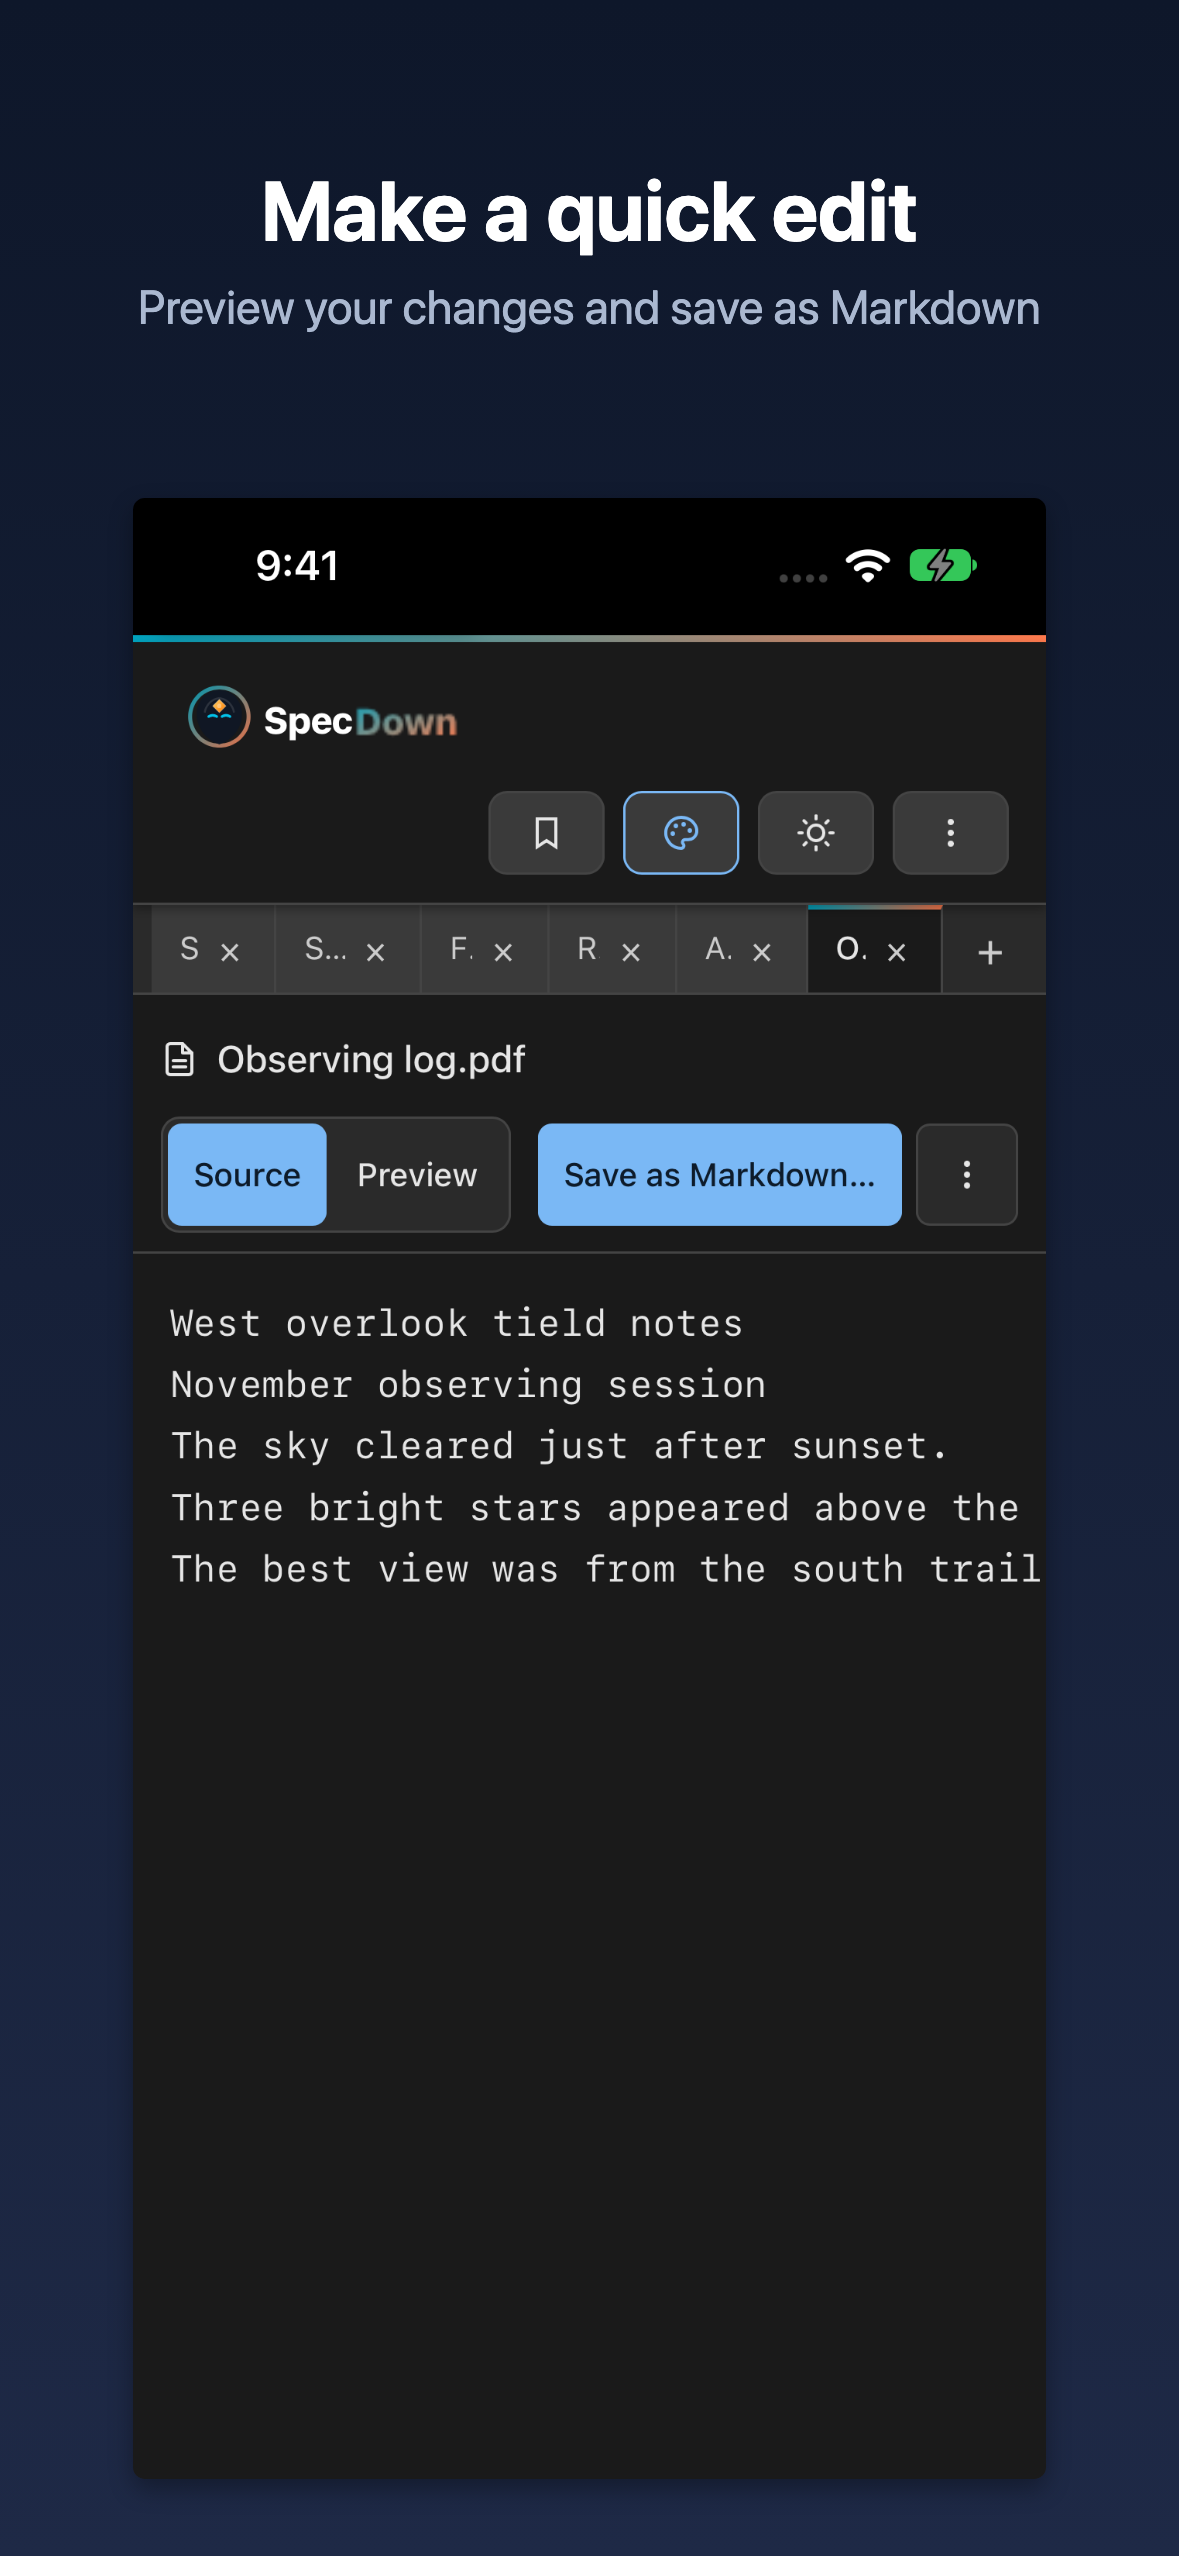 Make a quick edit
Preview your changes and save as Markdown
9:41
SpecDown
S × S... × F. × R × A. × O. × +
Observing log.pdf
Source Preview Save as Markdown...
West overlook tield notes
November observing session
The sky cleared just after sunset.
Three bright stars appeared above the
The best view was from the south trail